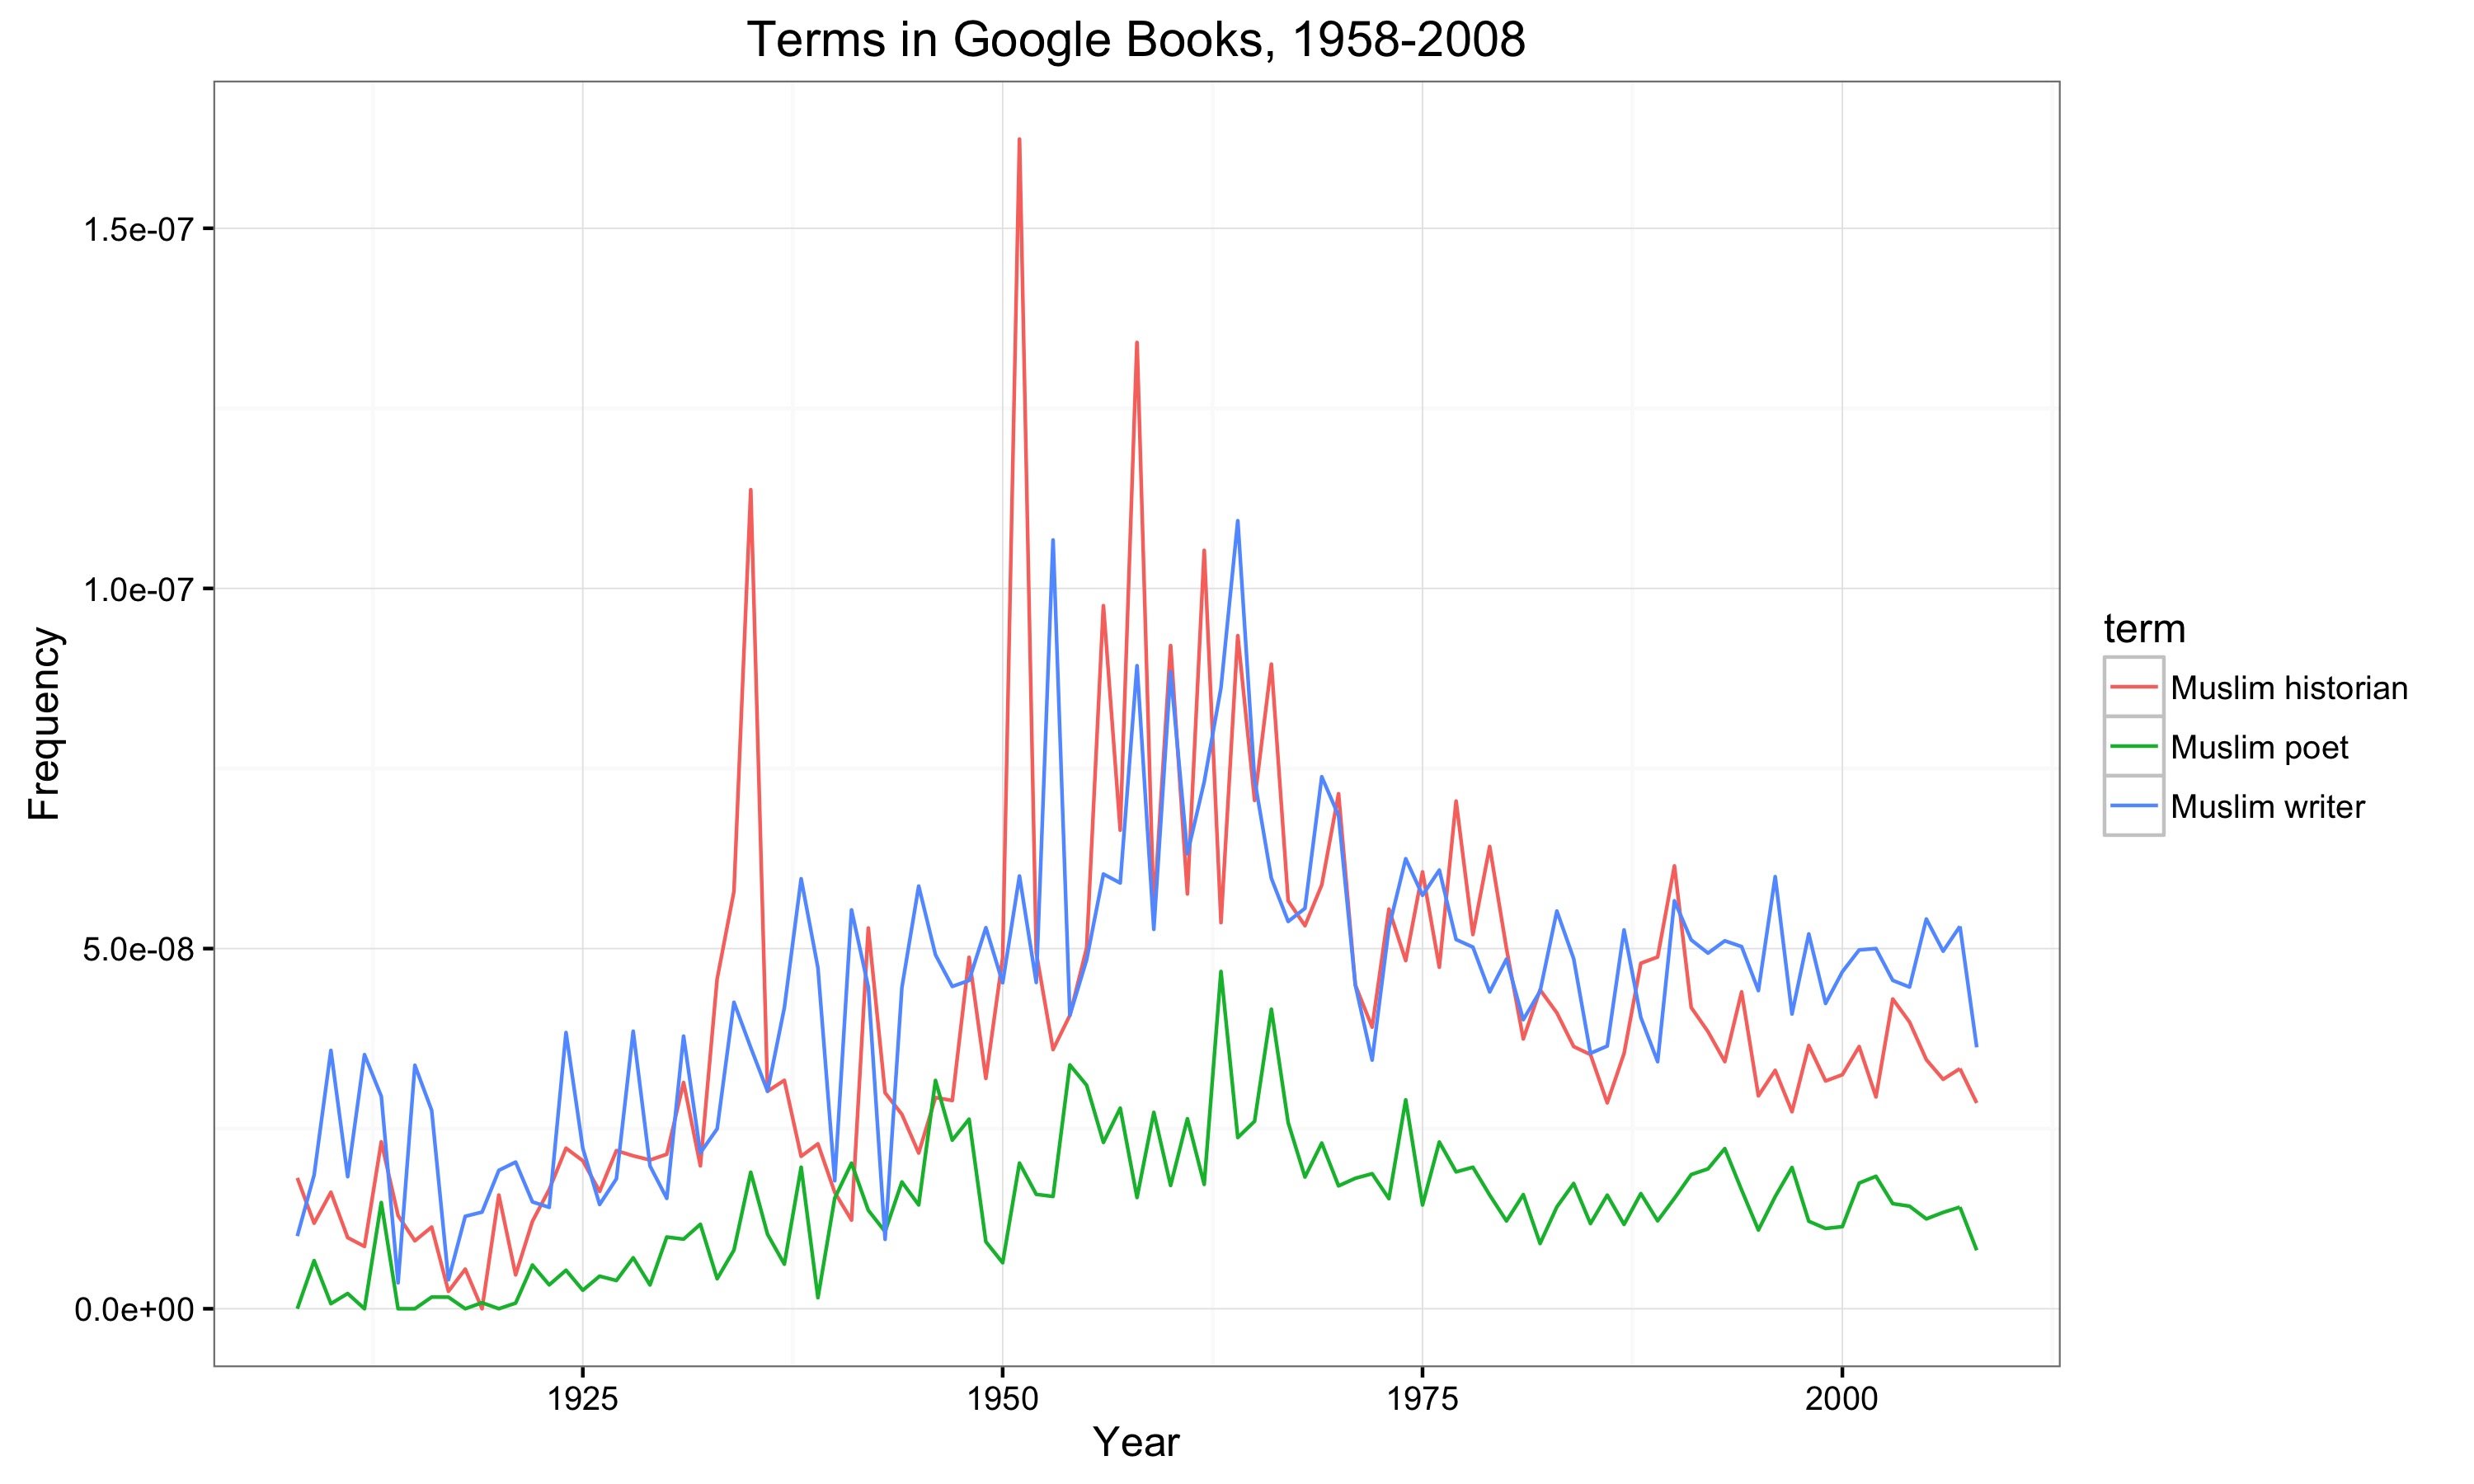 Terms in Google Books, 1958-2008
1.5e-07
1.0e-07
5.0e-08
0.0e+00
Frequency
1925
1950
1975
2000
Year
term
Muslim historian
Muslim poet
Muslim writer